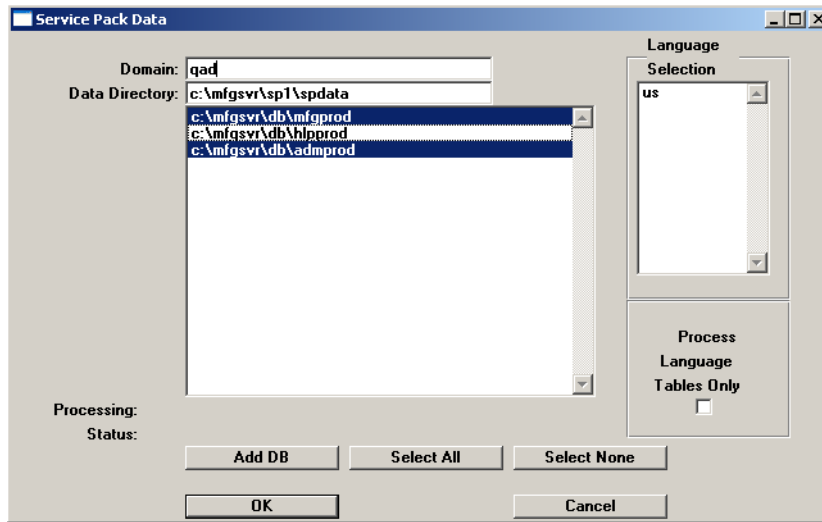 Service Pack Data
Domain: qad
Data Directory: c:\mfgsvr\sp1\spdata
c:\mfgsvr\db\mfgprod
c:\mfgsvr\db\hlpprod
c:\mfgsvr\db\admprod
Language
Selection
us
Process
Language
Tables Only
Processing:
Status:
Add DB Select All Select None
OK Cancel